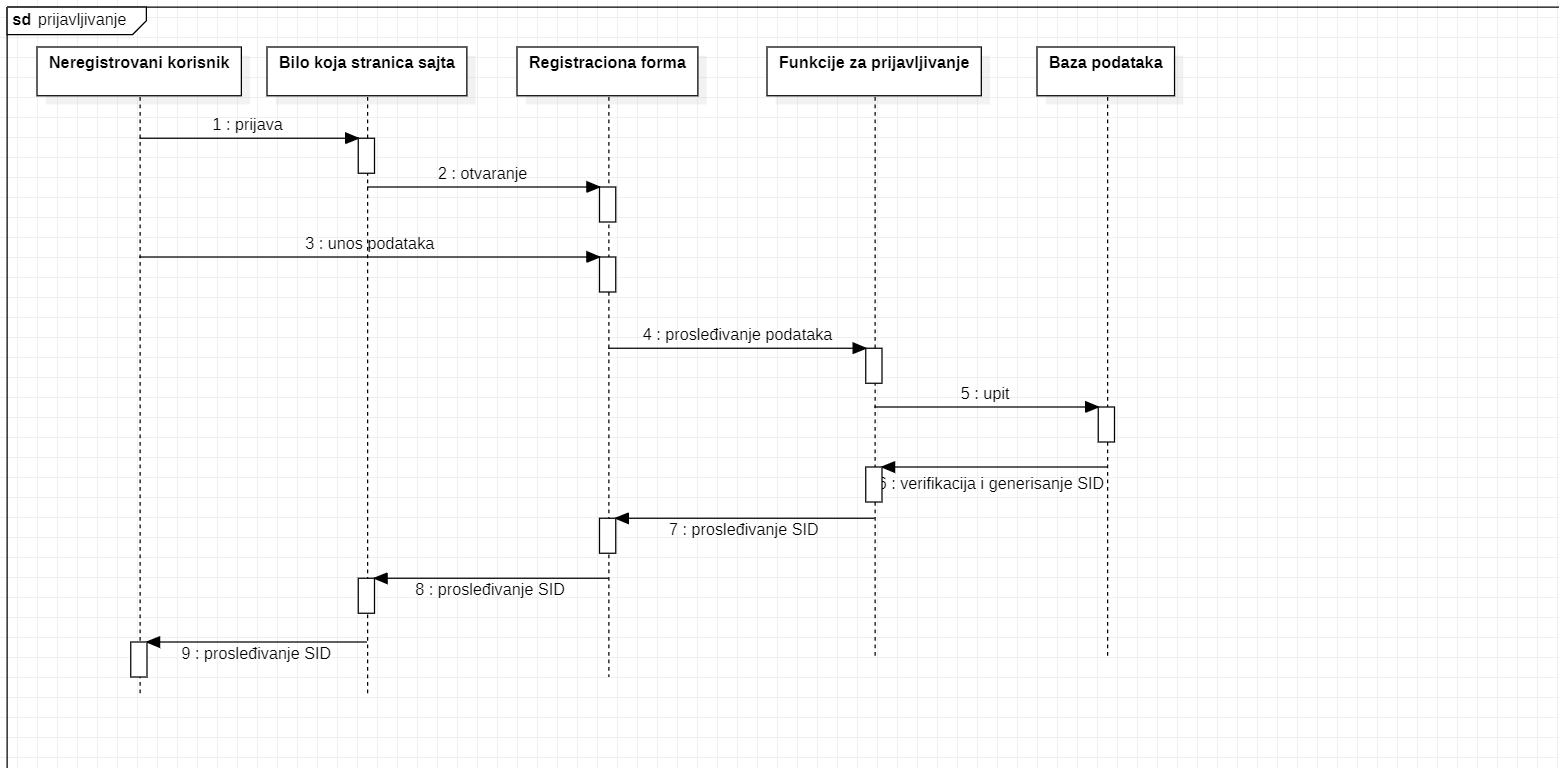 sd prijavljivanje
Neregistrovani korisnik
Bilo koja stranica sajta
Registraciona forma
Funkcije za prijavljivanje
Baza podataka
1 : prijava
2 : otvaranje
3 : unos podataka
4 : prosleđivanje podataka
5 : upit
6 : verifikacija i generisanje SID
7 : prosleđivanje SID
8 : prosleđivanje SID
9 : prosleđivanje SID